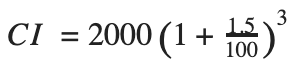 CI = 2000 (1 + 1.5/100)^3